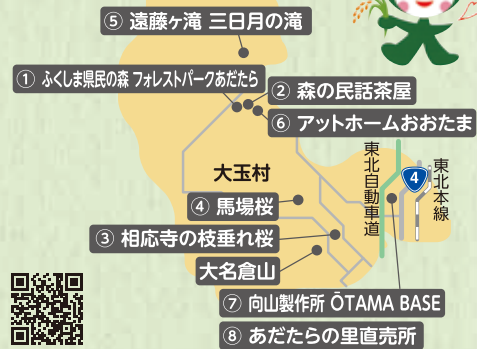 ⑤ 遠藤ヶ滝 三日月の滝
① ふくしま県民の森 フォレストパークあだたら
② 森の民話茶屋
⑥ アットホームおおたま
大玉村
東北自動車道
4
東北本線
④ 馬場桜
③ 相応寺の枝垂れ桜
大名倉山
⑦ 向山製作所 ŌTAMA BASE
⑧ あだたらの里直売所